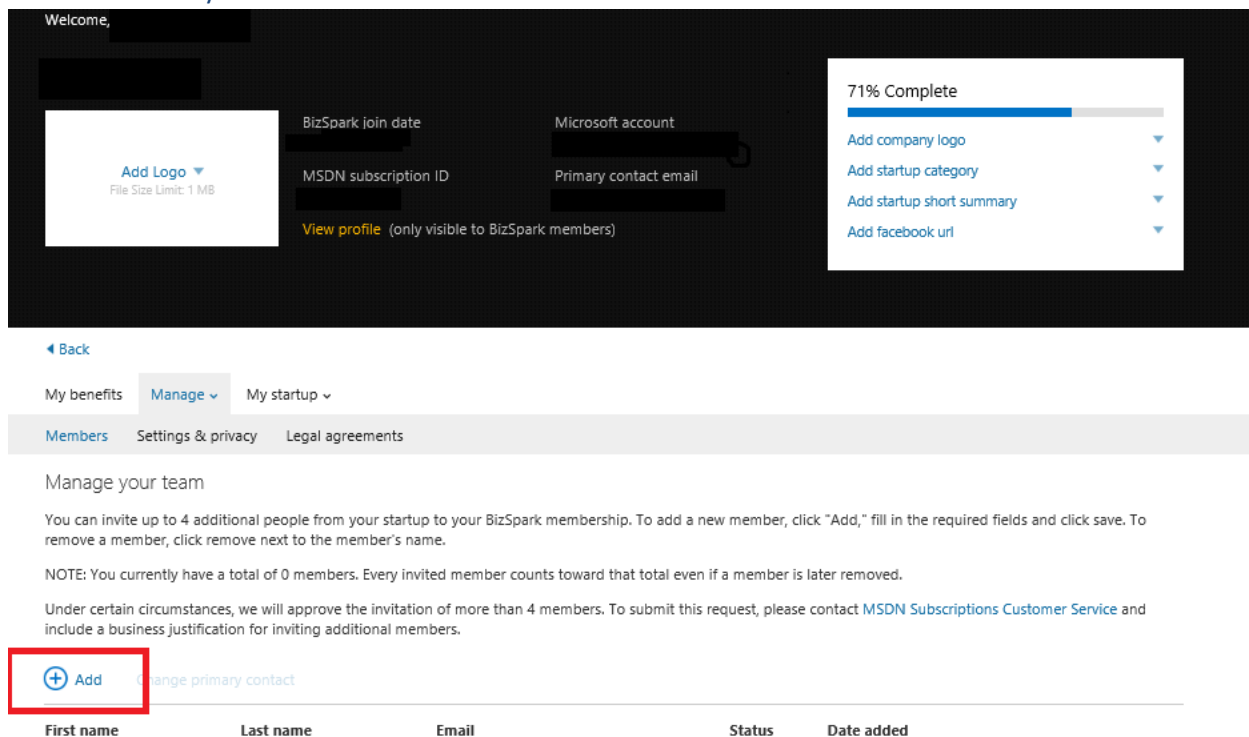 Welcome,
71% Complete
BizSpark join date
Microsoft account
Add company logo
Add Logo
File Size Limit: 1 MB
MSDN subscription ID
Primary contact email
Add startup category
Add startup short summary
View profile (only visible to BizSpark members)
Add facebook url
Back
My benefits Manage My startup
Members Settings & privacy Legal agreements
Manage your team
You can invite up to 4 additional people from your startup to your BizSpark membership. To add a new member, click "Add," fill in the required fields and click save. To
remove a member, click remove next to the member's name.
NOTE: You currently have a total of 0 members. Every invited member counts toward that total even if a member is later removed.
Under certain circumstances, we will approve the invitation of more than 4 members. To submit this request, please contact MSDN Subscriptions Customer Service and
include a business justification for inviting additional members.
Add Change primary contact
First name Last name Email Status Date added